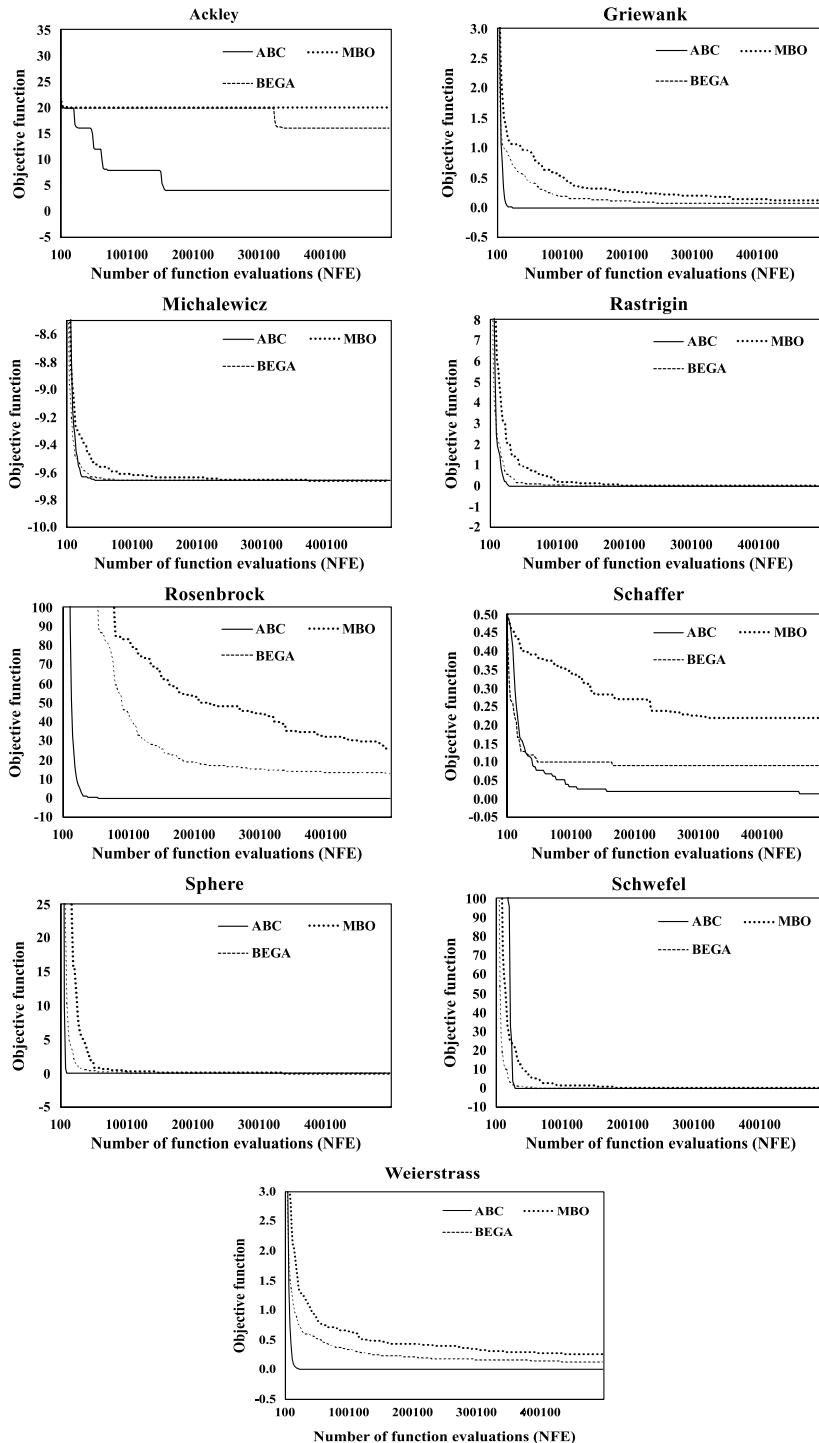 Ackley
Objective function
35
30
25
20
15
10
5
0
-5
ABC
MBO
BEGA
100 100100 200100 300100 400100
Number of function evaluations (NFE)
Griewank
Objective function
3.0
2.5
2.0
1.5
1.0
0.5
0.0
-0.5
ABC
MBO
BEGA
100 100100 200100 300100 400100
Number of function evaluations (NFE)
Michalewicz
Objective function
-8.6
-8.8
-9.0
-9.2
-9.4
-9.6
-9.8
-10.0
ABC
MBO
BEGA
100 100100 200100 300100 400100
Number of function evaluations (NFE)
Rastrigin
Objective function
8
7
6
5
4
3
2
1
0
-1
-2
ABC
MBO
BEGA
100 100100 200100 300100 400100
Number of function evaluations (NFE)
Rosenbrock
Objective function
100
90
80
70
60
50
40
30
20
10
0
-10
ABC
MBO
BEGA
100 100100 200100 300100 400100
Number of function evaluations (NFE)
Schaffer
Objective function
0.50
0.45
0.40
0.35
0.30
0.25
0.20
0.15
0.10
0.05
0.00
-0.05
ABC
MBO
BEGA
100 100100 200100 300100 400100
Number of function evaluations (NFE)
Sphere
Objective function
25
20
15
10
5
0
-5
ABC
MBO
BEGA
100 100100 200100 300100 400100
Number of function evaluations (NFE)
Schwefel
Objective function
100
90
80
70
60
50
40
30
20
10
0
-10
ABC
MBO
BEGA
100 100100 200100 300100 400100
Number of function evaluations (NFE)
Weierstrass
Objective function
3.0
2.5
2.0
1.5
1.0
0.5
0.0
-0.5
ABC
MBO
BEGA
100 100100 200100 300100 400100
Number of function evaluations (NFE)